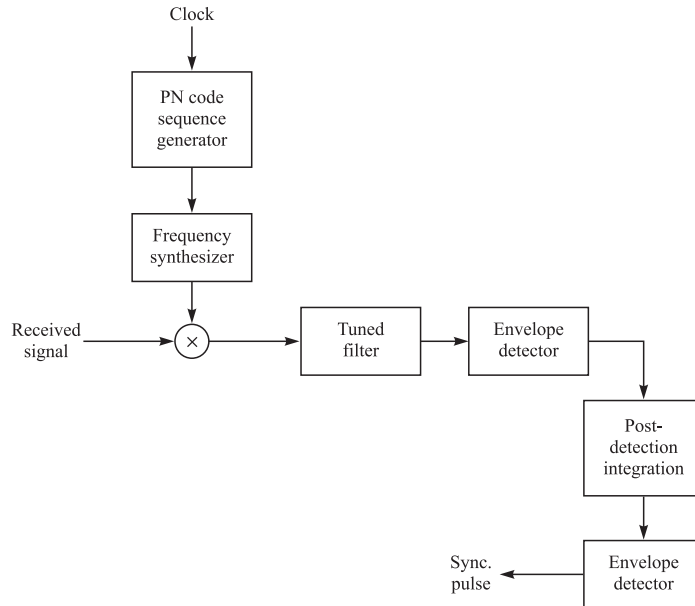 Clock
PN code
sequence
generator
Frequency
synthesizer
Received
signal
×
Tuned
filter
Envelope
detector
Post-
detection
integration
Sync.
pulse
Envelope
detector